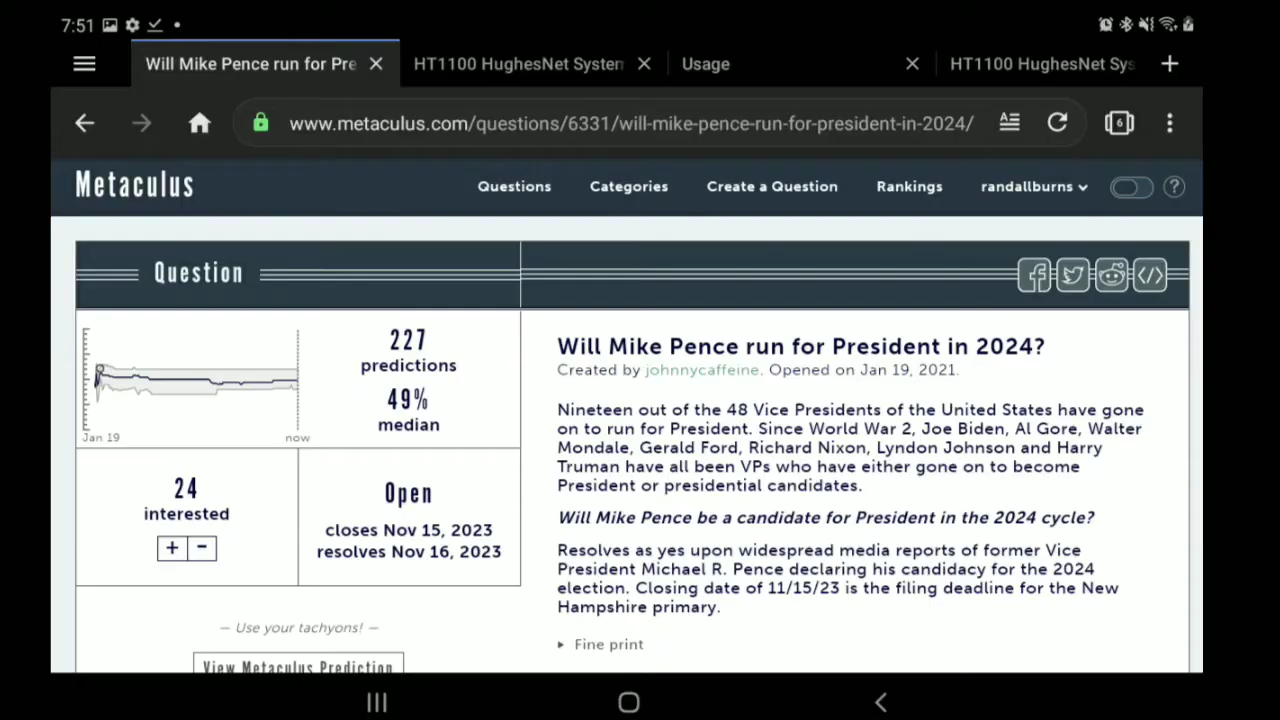 7:51
Will Mike Pence run for Pre
HT1100 HughesNet System
Usage
HT1100 HughesNet Sys
www.metaculus.com/questions/6331/will-mike-pence-run-for-president-in-2024/
6
Metaculus
Questions
Categories
Create a Question
Rankings
randallburns
?
Question
227
predictions
49%
median
Jan 19
now
24
interested
+
-
Open
closes Nov 15, 2023
resolves Nov 16, 2023
— Use your tachyons! —
View Metaculus Prediction
Will Mike Pence run for President in 2024?
Created by johnnycaffeine. Opened on Jan 19, 2021.
Nineteen out of the 48 Vice Presidents of the United States have gone
on to run for President. Since World War 2, Joe Biden, Al Gore, Walter
Mondale, Gerald Ford, Richard Nixon, Lyndon Johnson and Harry
Truman have all been VPs who have either gone on to become
President or presidential candidates.
Will Mike Pence be a candidate for President in the 2024 cycle?
Resolves as yes upon widespread media reports of former Vice
President Michael R. Pence declaring his candidacy for the 2024
election. Closing date of 11/15/23 is the filing deadline for the New
Hampshire primary.
Fine print